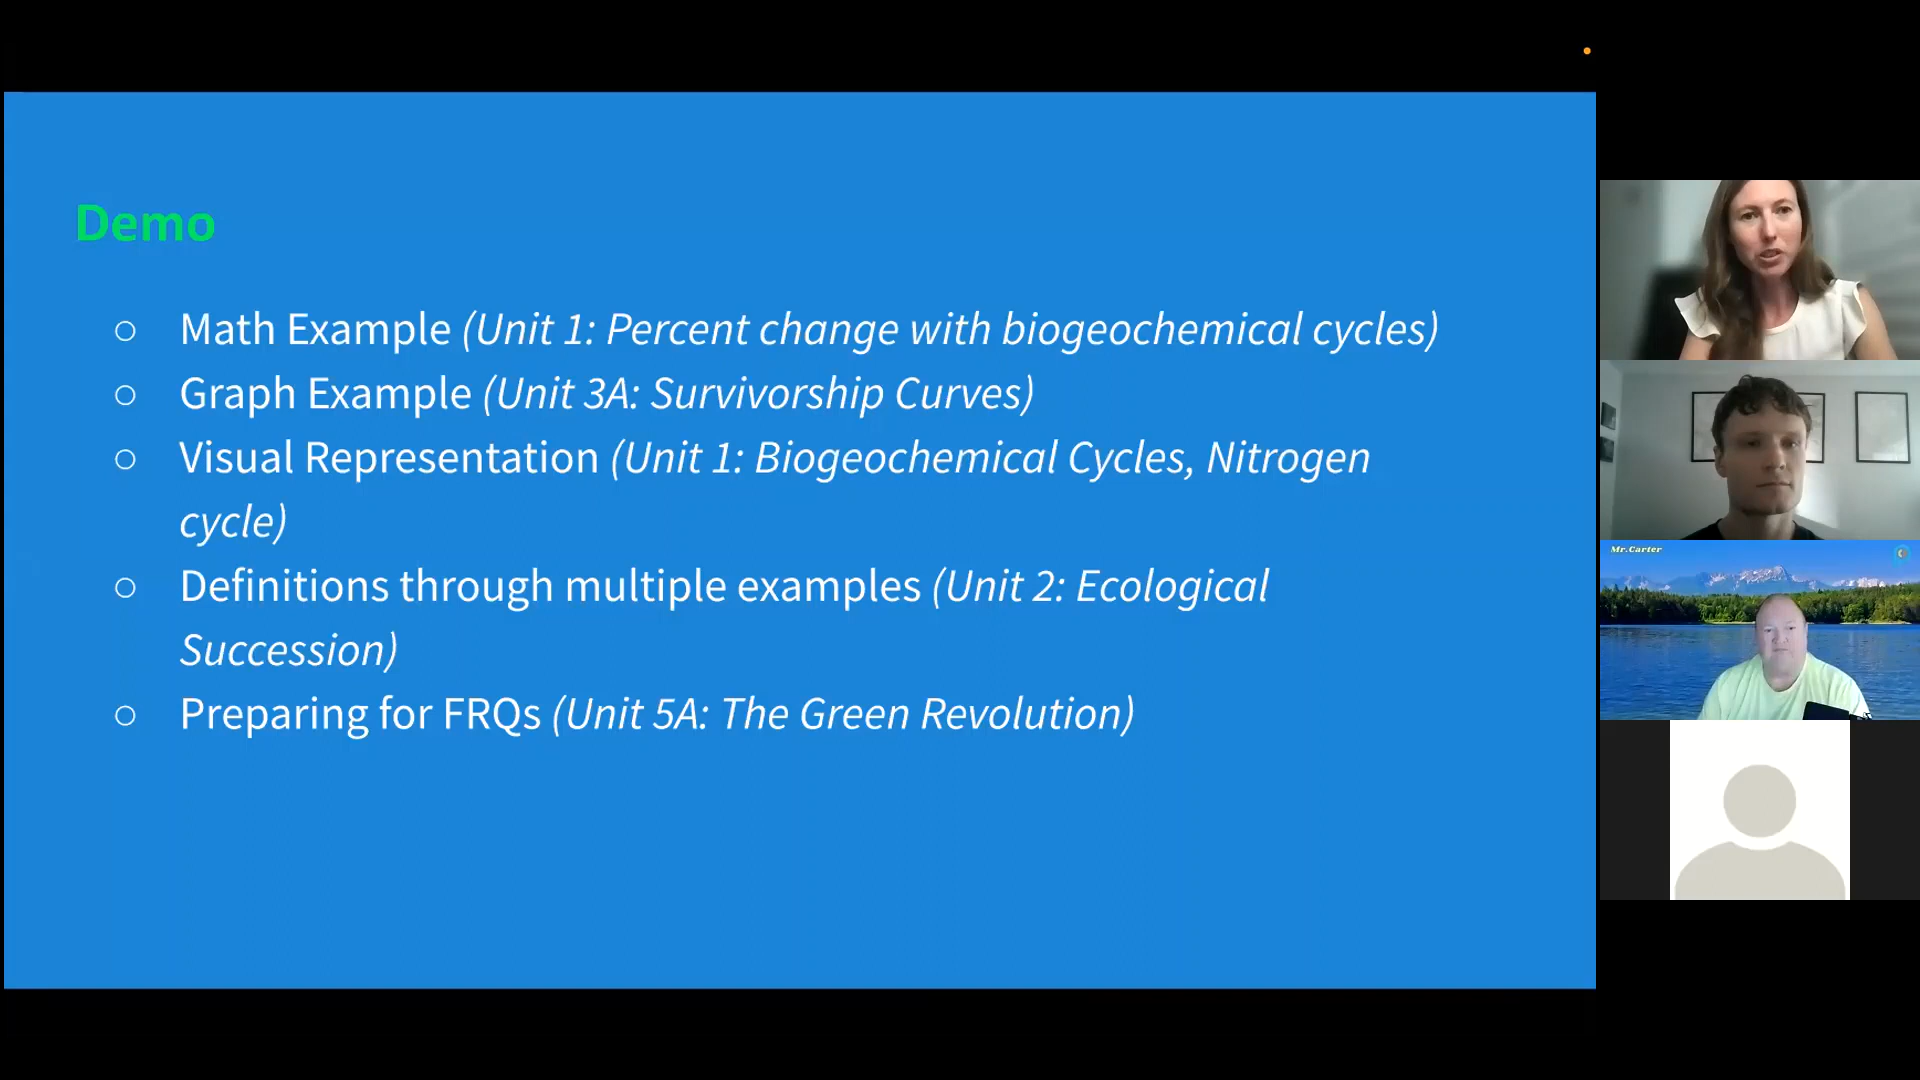 Demo
○ Math Example (Unit 1: Percent change with biogeochemical cycles)
○ Graph Example (Unit 3A: Survivorship Curves)
○ Visual Representation (Unit 1: Biogeochemical Cycles, Nitrogen
cycle)
○ Definitions through multiple examples (Unit 2: Ecological
Succession)
○ Preparing for FRQs (Unit 5A: The Green Revolution)
Mr.Carter